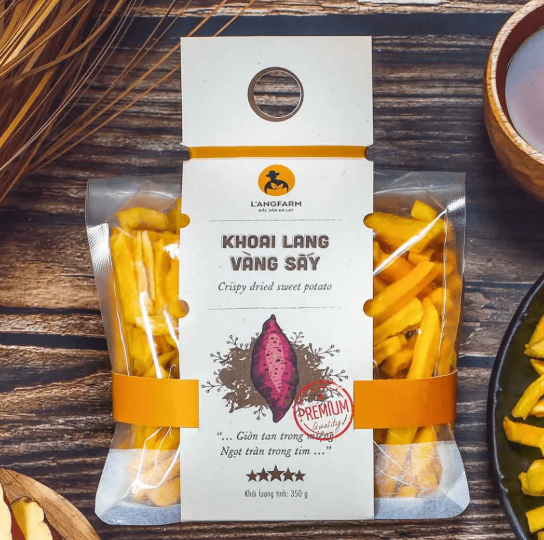 L'ANGFARM
ĐẶC SẢN ĐÀ LẠT
KHOAI LANG
VÀNG SẤY
Crispy dried sweet potato
PREMIUM
Quality
“... Giòn tan trong miệng
Ngọt tràn trong tim ...”
Khối lượng tịnh: 350 g